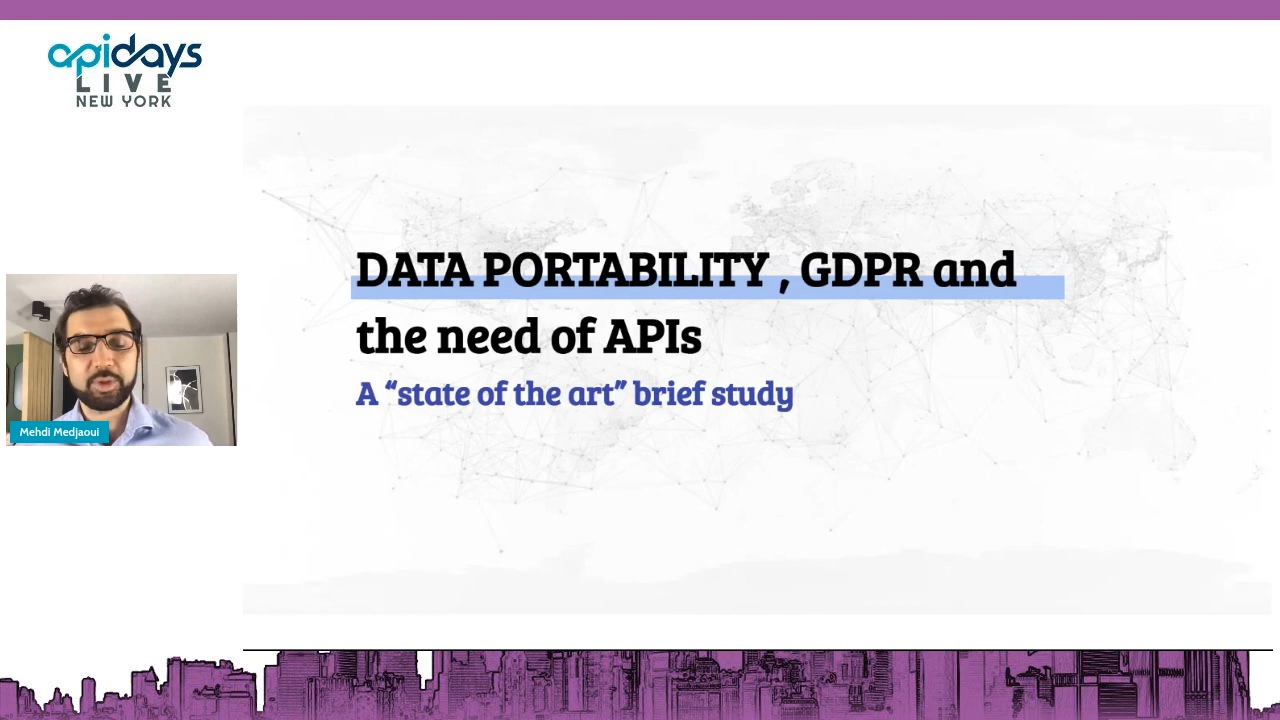 apidays
LIVE
NEW YORK
DATA PORTABILITY , GDPR and
the need of APIs
A “state of the art” brief study
Mehdi Medjaoui